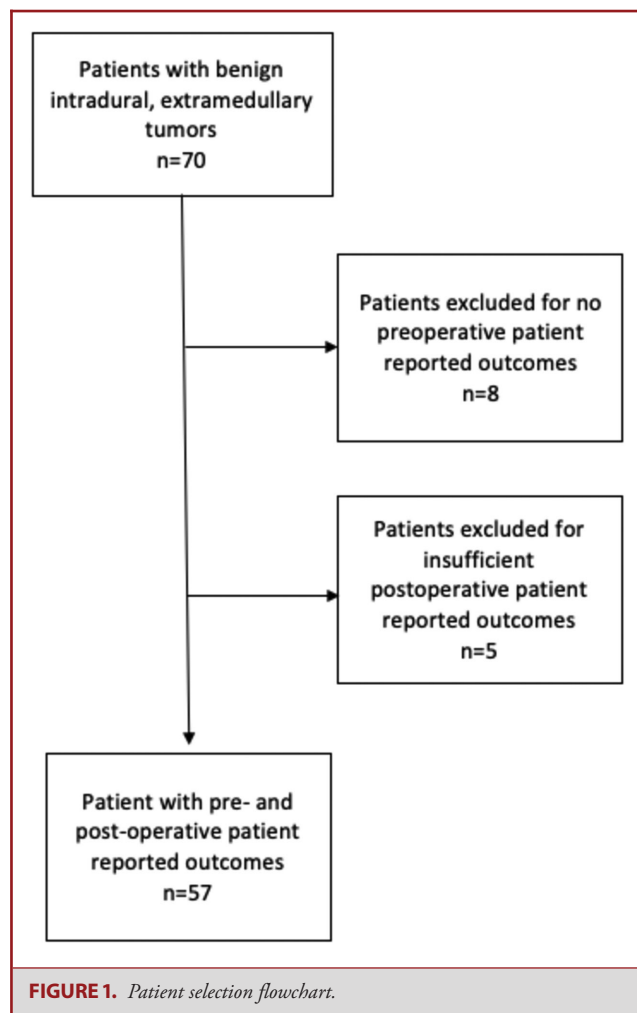 Patients with benign
intradural, extramedullary
tumors
n=70
Patients excluded for no
preoperative patient
reported outcomes
n=8
Patients excluded for
insufficient
postoperative patient
reported outcomes
n=5
Patient with pre- and
post-operative patient
reported outcomes
n=57
FIGURE 1. Patient selection flowchart.